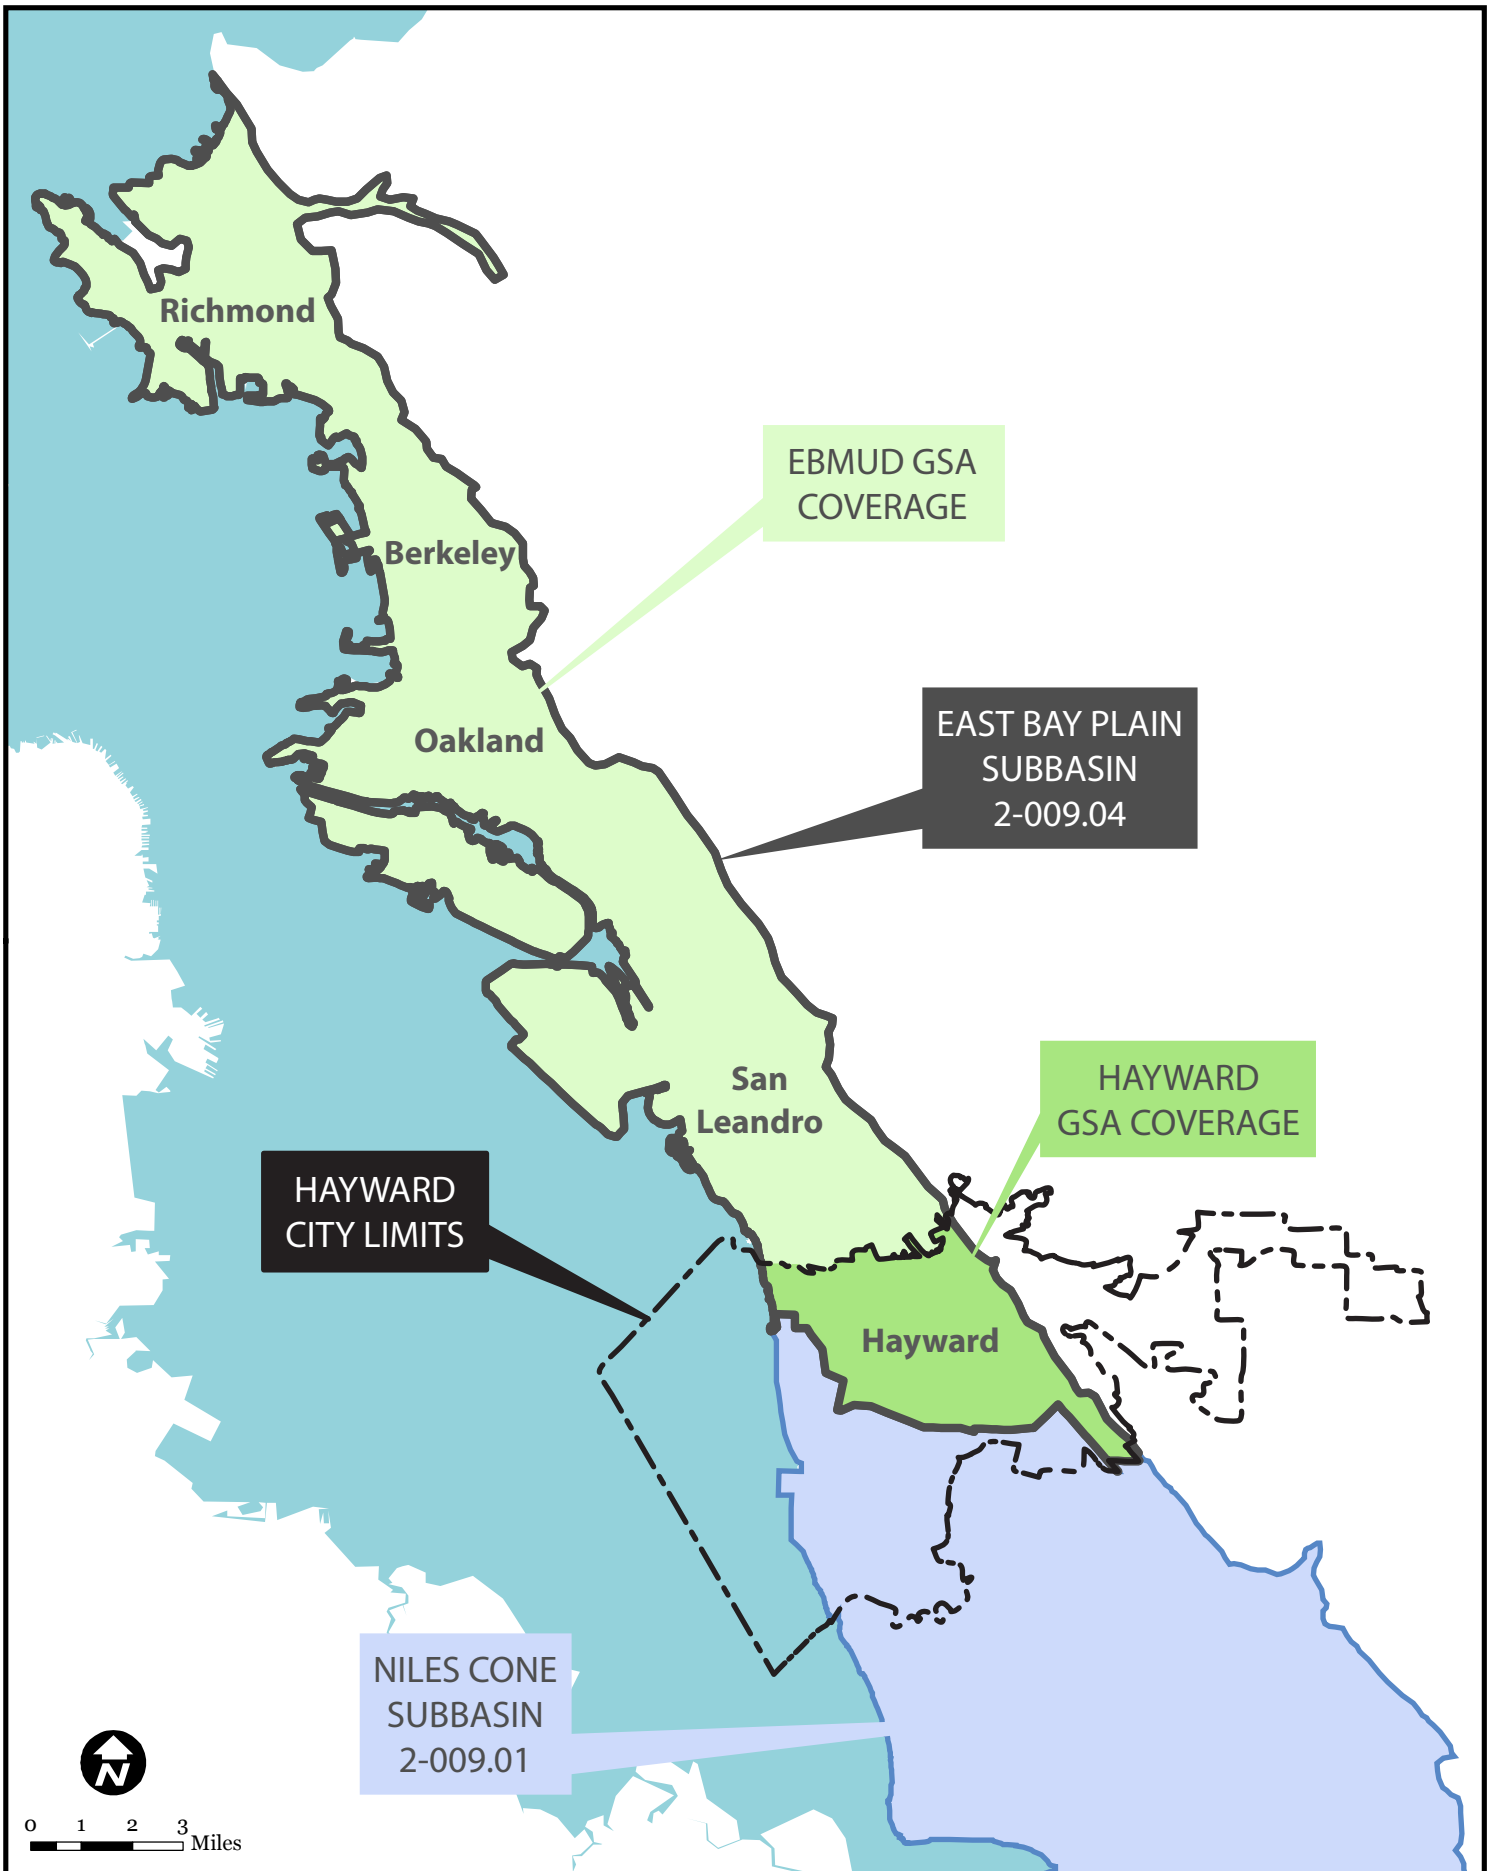 Richmond
EBMUD GSA
COVERAGE
Berkeley
EAST BAY PLAIN
SUBBASIN
2-009.04
Oakland
HAYWARD
GSA COVERAGE
San
Leandro
HAYWARD
CITY LIMITS
Hayward
NILES CONE
SUBBASIN
2-009.01
N
0 1 2 3 Miles